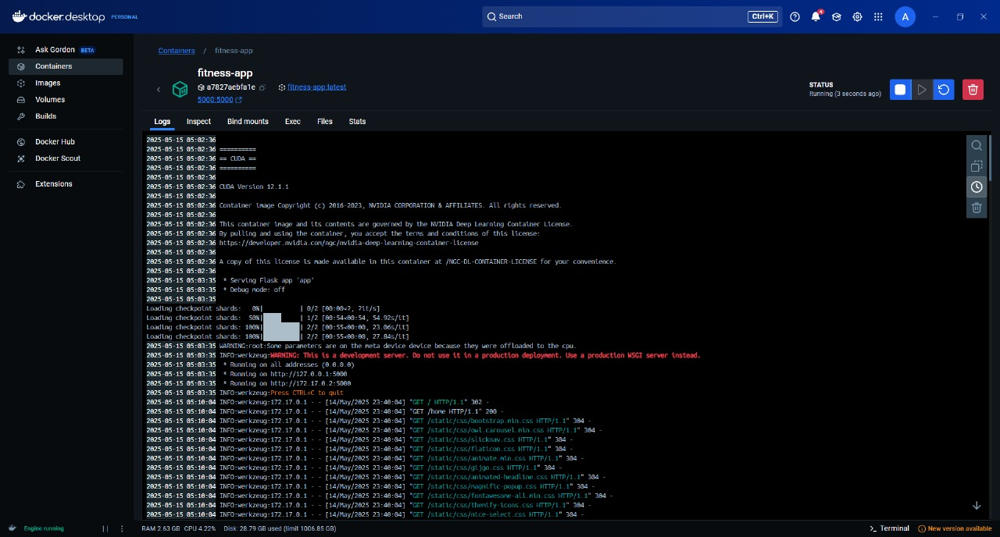 docker.desktop PERSONAL
Search
Ctrl+K
4
A
Ask Gordon BETA
Containers
Images
Volumes
Builds
Docker Hub
Docker Scout
Extensions
Containers / fitness-app
fitness-app
a7827aebfa1e
fitness-app:latest
5000:5000
STATUS
Running (3 seconds ago)
Logs Inspect Bind mounts Exec Files Stats
2025-05-15 05:02:36
2025-05-15 05:02:36 ==========
2025-05-15 05:02:36 == CUDA ==
2025-05-15 05:02:36 ==========
2025-05-15 05:02:36
2025-05-15 05:02:36 CUDA Version 12.1.1
2025-05-15 05:02:36
2025-05-15 05:02:36 Container image Copyright (c) 2016-2023, NVIDIA CORPORATION & AFFILIATES. All rights reserved.
2025-05-15 05:02:36
2025-05-15 05:02:36 This container image and its contents are governed by the NVIDIA Deep Learning Container License.
2025-05-15 05:02:36 By pulling and using the container, you accept the terms and conditions of this license:
2025-05-15 05:02:36 https://developer.nvidia.com/ngc/nvidia-deep-learning-container-license
2025-05-15 05:02:36
2025-05-15 05:02:36 A copy of this license is made available in this container at /NGC-DL-CONTAINER-LICENSE for your convenience.
2025-05-15 05:02:36
2025-05-15 05:03:35 * Serving Flask app 'app'
2025-05-15 05:03:35 * Debug mode: off
2025-05-15 05:03:35
Loading checkpoint shards: 0%| | 0/2 [00:00<?, ?it/s]
Loading checkpoint shards: 50%| | 1/2 [00:54<00:54, 54.92s/it]
Loading checkpoint shards: 100%| | 2/2 [00:55<00:00, 23.06s/it]
Loading checkpoint shards: 100%| | 2/2 [00:55<00:00, 27.84s/it]
2025-05-15 05:03:35 WARNING:root:Some parameters are on the meta device device because they were offloaded to the cpu.
2025-05-15 05:03:35 INFO:werkzeug:WARNING: This is a development server. Do not use it in a production deployment. Use a production WSGI server instead.
2025-05-15 05:03:35 * Running on all addresses (0.0.0.0)
2025-05-15 05:03:35 * Running on http://127.0.0.1:5000
2025-05-15 05:03:35 * Running on http://172.17.0.2:5000
2025-05-15 05:03:35 INFO:werkzeug:Press CTRL+C to quit
2025-05-15 05:10:04 INFO:werkzeug:172.17.0.1 - - [14/May/2025 23:40:04] "GET / HTTP/1.1" 302 -
2025-05-15 05:10:04 INFO:werkzeug:172.17.0.1 - - [14/May/2025 23:40:04] "GET /home HTTP/1.1" 200 -
2025-05-15 05:10:04 INFO:werkzeug:172.17.0.1 - - [14/May/2025 23:40:04] "GET /static/css/bootstrap.min.css HTTP/1.1" 304 -
2025-05-15 05:10:04 INFO:werkzeug:172.17.0.1 - - [14/May/2025 23:40:04] "GET /static/css/owl.carousel.min.css HTTP/1.1" 304 -
2025-05-15 05:10:04 INFO:werkzeug:172.17.0.1 - - [14/May/2025 23:40:04] "GET /static/css/slicknav.css HTTP/1.1" 304 -
2025-05-15 05:10:04 INFO:werkzeug:172.17.0.1 - - [14/May/2025 23:40:04] "GET /static/css/flaticon.css HTTP/1.1" 304 -
2025-05-15 05:10:04 INFO:werkzeug:172.17.0.1 - - [14/May/2025 23:40:04] "GET /static/css/animate.min.css HTTP/1.1" 304 -
2025-05-15 05:10:04 INFO:werkzeug:172.17.0.1 - - [14/May/2025 23:40:04] "GET /static/css/gijgo.css HTTP/1.1" 304 -
2025-05-15 05:10:04 INFO:werkzeug:172.17.0.1 - - [14/May/2025 23:40:04] "GET /static/css/animated-headline.css HTTP/1.1" 304 -
2025-05-15 05:10:04 INFO:werkzeug:172.17.0.1 - - [14/May/2025 23:40:04] "GET /static/css/magnific-popup.css HTTP/1.1" 304 -
2025-05-15 05:10:04 INFO:werkzeug:172.17.0.1 - - [14/May/2025 23:40:04] "GET /static/css/fontawesome-all.min.css HTTP/1.1" 304 -
2025-05-15 05:10:04 INFO:werkzeug:172.17.0.1 - - [14/May/2025 23:40:04] "GET /static/css/themify-icons.css HTTP/1.1" 304 -
2025-05-15 05:10:04 INFO:werkzeug:172.17.0.1 - - [14/May/2025 23:40:04] "GET /static/css/nice-select.css HTTP/1.1" 304 -
Engine running
RAM 2.63 GB CPU 4.22% Disk: 28.79 GB used (limit 1006.85 GB)
Terminal
New version available